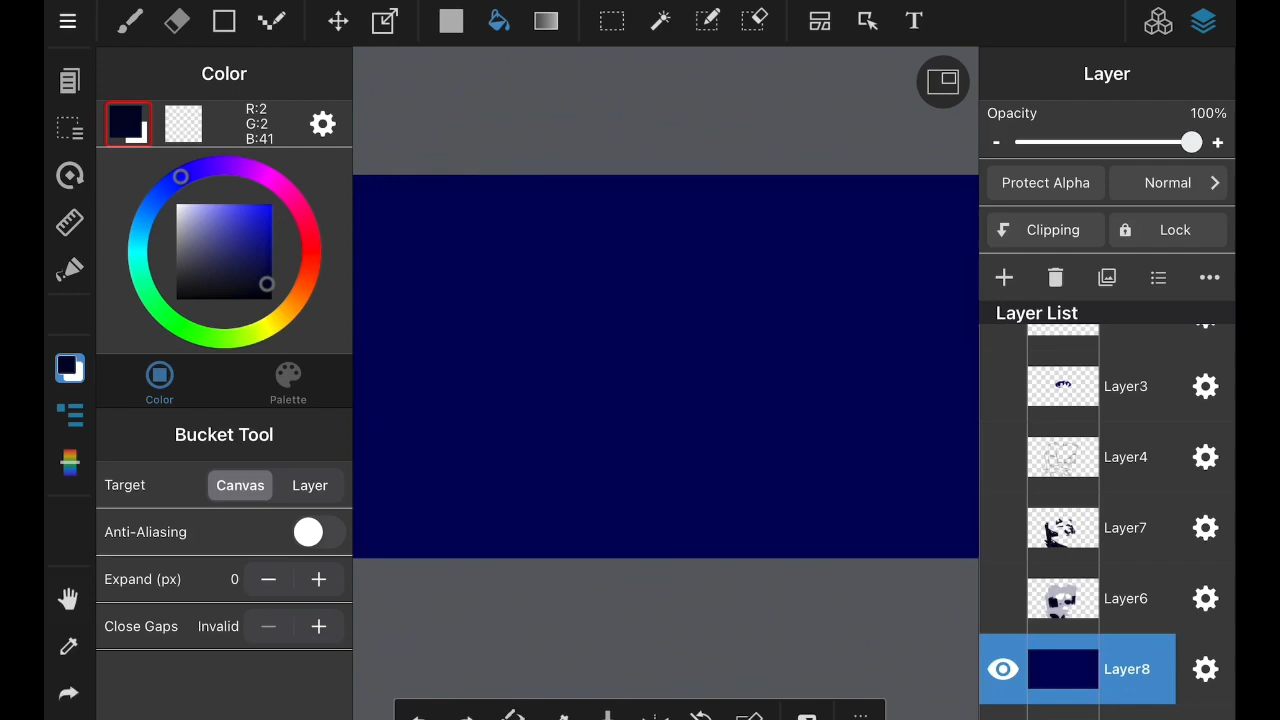 T
Color
R:2
G:2
B:41
Color
Palette
Bucket Tool
Target Canvas Layer
Anti-Aliasing
Expand (px) 0 − +
Close Gaps Invalid − +
Layer
Opacity 100%
- +
Protect Alpha Normal
Clipping Lock
Layer List
Layer3
Layer4
Layer7
Layer6
Layer8